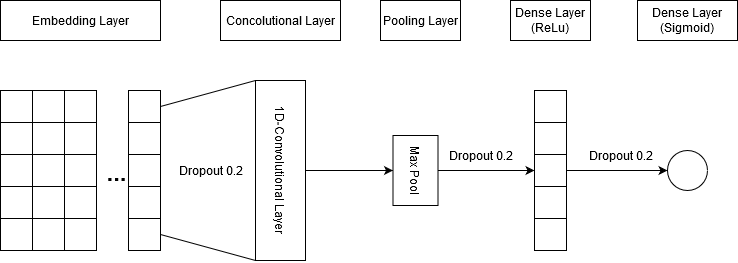 Embedding Layer
Concolutional Layer
Pooling Layer
Dense Layer
(ReLu)
Dense Layer
(Sigmoid)
...
Dropout 0.2
1D-Convolutional Layer
Max Pool
Dropout 0.2
Dropout 0.2